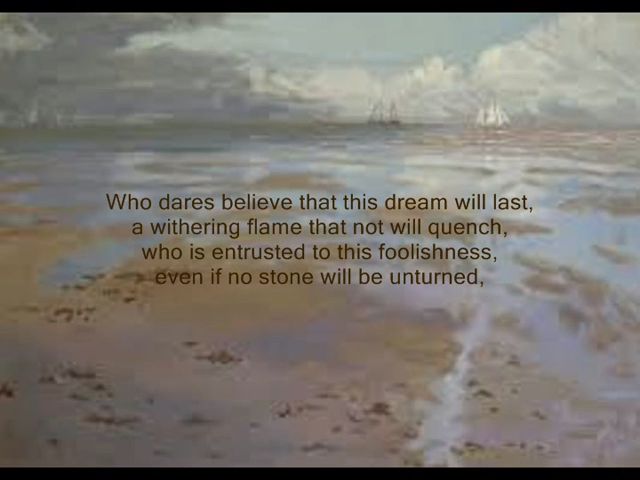 Who dares believe that this dream will last,
a withering flame that not will quench,
who is entrusted to this foolishness,
even if no stone will be unturned,